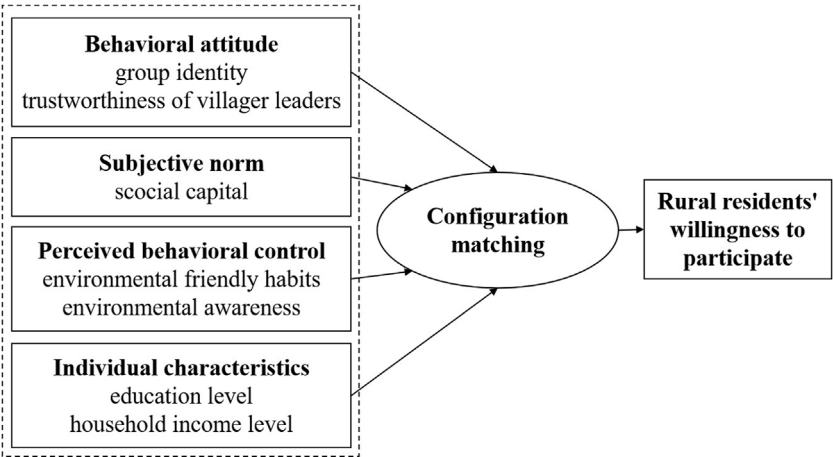 Behavioral attitude
group identity
trustworthiness of villager leaders
Subjective norm
scocial capital
Perceived behavioral control
environmental friendly habits
environmental awareness
Individual characteristics
education level
household income level
Configuration
matching
Rural residents'
willingness to
participate